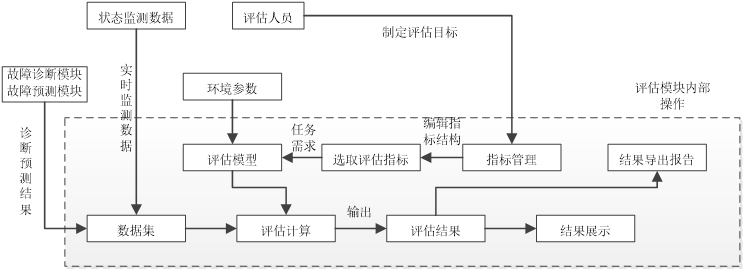 状态监测数据
评估人员
制定评估目标
故障诊断模块
故障预测模块
实时监测数据
环境参数
评估模块内部
操作
诊断预测结果
任务
需求
编辑指
标结构
评估模型
选取评估指标
指标管理
结果导出报告
数据集
评估计算
输出
评估结果
结果展示